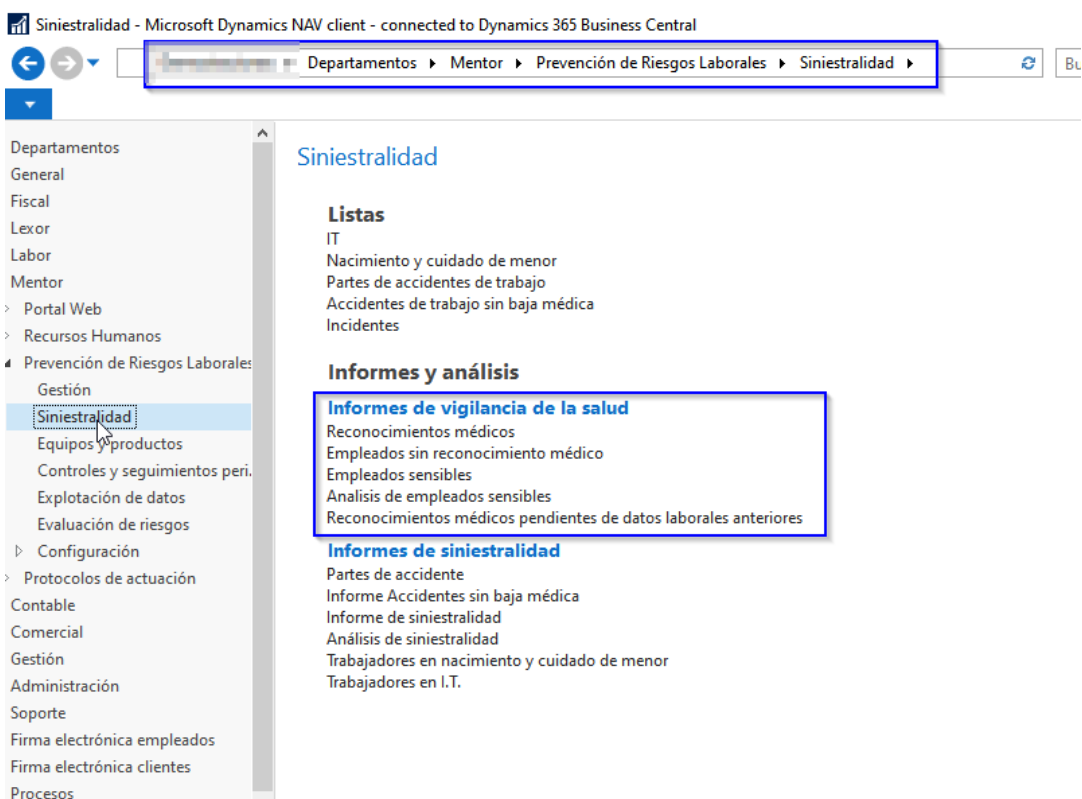 Siniestralidad - Microsoft Dynamics NAV client - connected to Dynamics 365 Business Central
Departamentos Mentor Prevención de Riesgos Laborales Siniestralidad
Departamentos
General
Fiscal
Lexor
Labor
Mentor
Portal Web
Recursos Humanos
Prevención de Riesgos Laborales
Gestión
Siniestralidad
Equipos y productos
Controles y seguimientos peri.
Explotación de datos
Evaluación de riesgos
Configuración
Protocolos de actuación
Contable
Comercial
Gestión
Administración
Soporte
Firma electrónica empleados
Firma electrónica clientes
Procesos
Siniestralidad
Listas
IT
Nacimiento y cuidado de menor
Partes de accidentes de trabajo
Accidentes de trabajo sin baja médica
Incidentes
Informes y análisis
Informes de vigilancia de la salud
Reconocimientos médicos
Empleados sin reconocimiento médico
Empleados sensibles
Analisis de empleados sensibles
Reconocimientos médicos pendientes de datos laborales anteriores
Informes de siniestralidad
Partes de accidente
Informe Accidentes sin baja médica
Informe de siniestralidad
Análisis de siniestralidad
Trabajadores en nacimiento y cuidado de menor
Trabajadores en I.T.